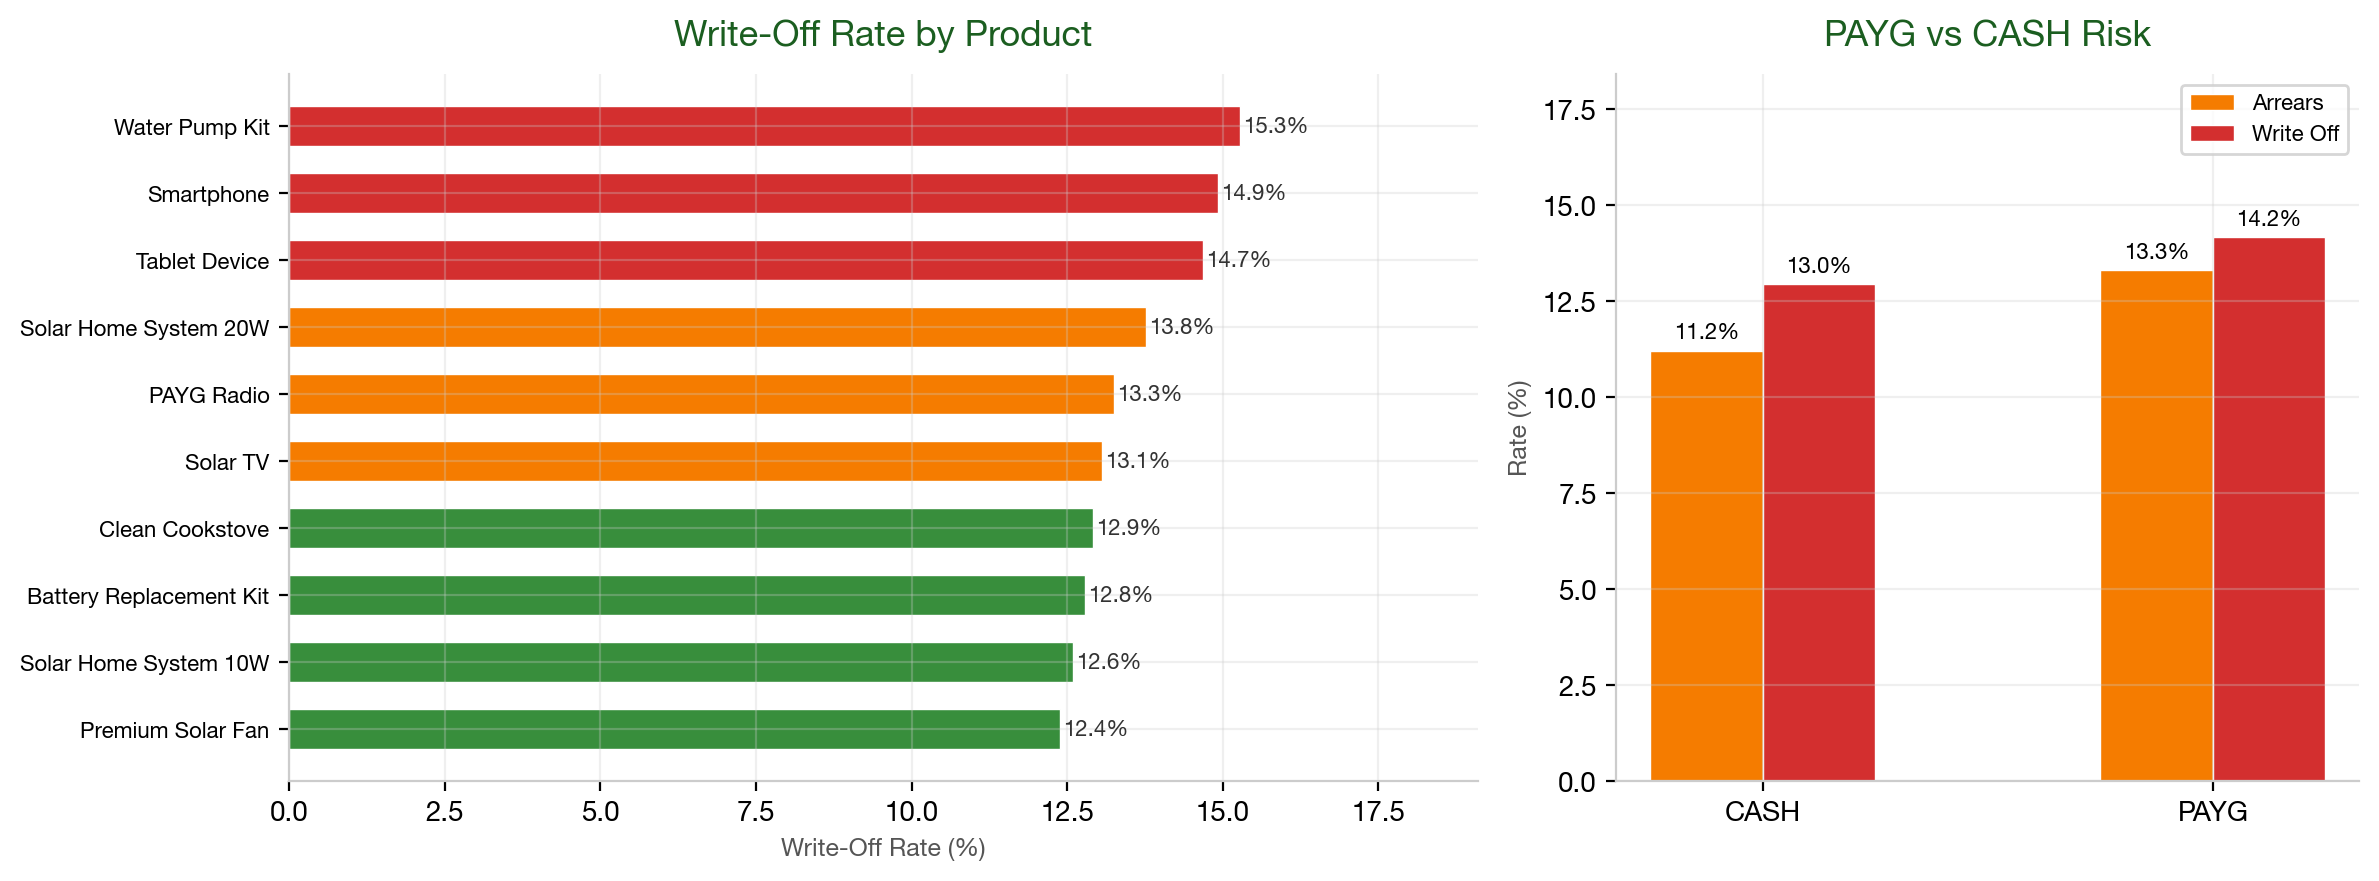 Write-Off Rate by Product
Water Pump Kit
15.3%
Smartphone
14.9%
Tablet Device
14.7%
Solar Home System 20W
13.8%
PAYG Radio
13.3%
Solar TV
13.1%
Clean Cookstove
12.9%
Battery Replacement Kit
12.8%
Solar Home System 10W
12.6%
Premium Solar Fan
12.4%
0.0 2.5 5.0 7.5 10.0 12.5 15.0 17.5
Write-Off Rate (%)
PAYG vs CASH Risk
Arrears
Write Off
Rate (%)
17.5
15.0
12.5
10.0
7.5
5.0
2.5
0.0
11.2%
13.0%
13.3%
14.2%
CASH PAYG